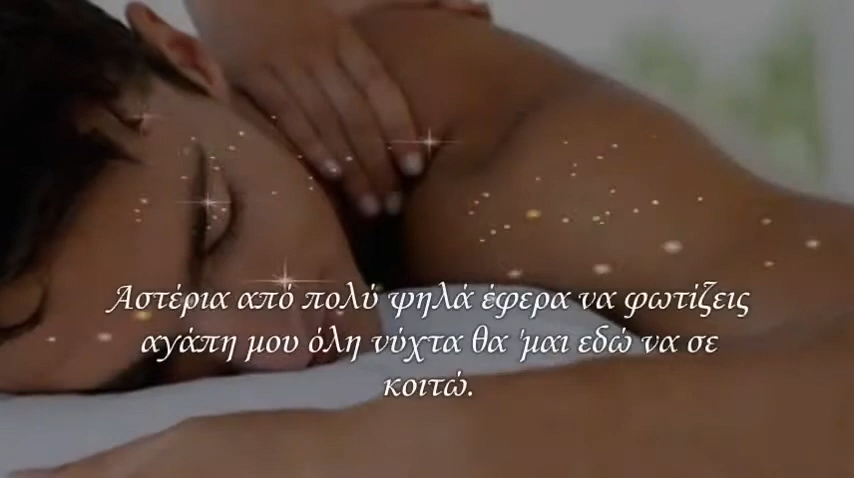 Αστέρια από πολύ ψηλά έφερα να φωτίζεις
αγάπη μου όλη νύχτα θα 'μαι εδώ να σε
κοιτώ.